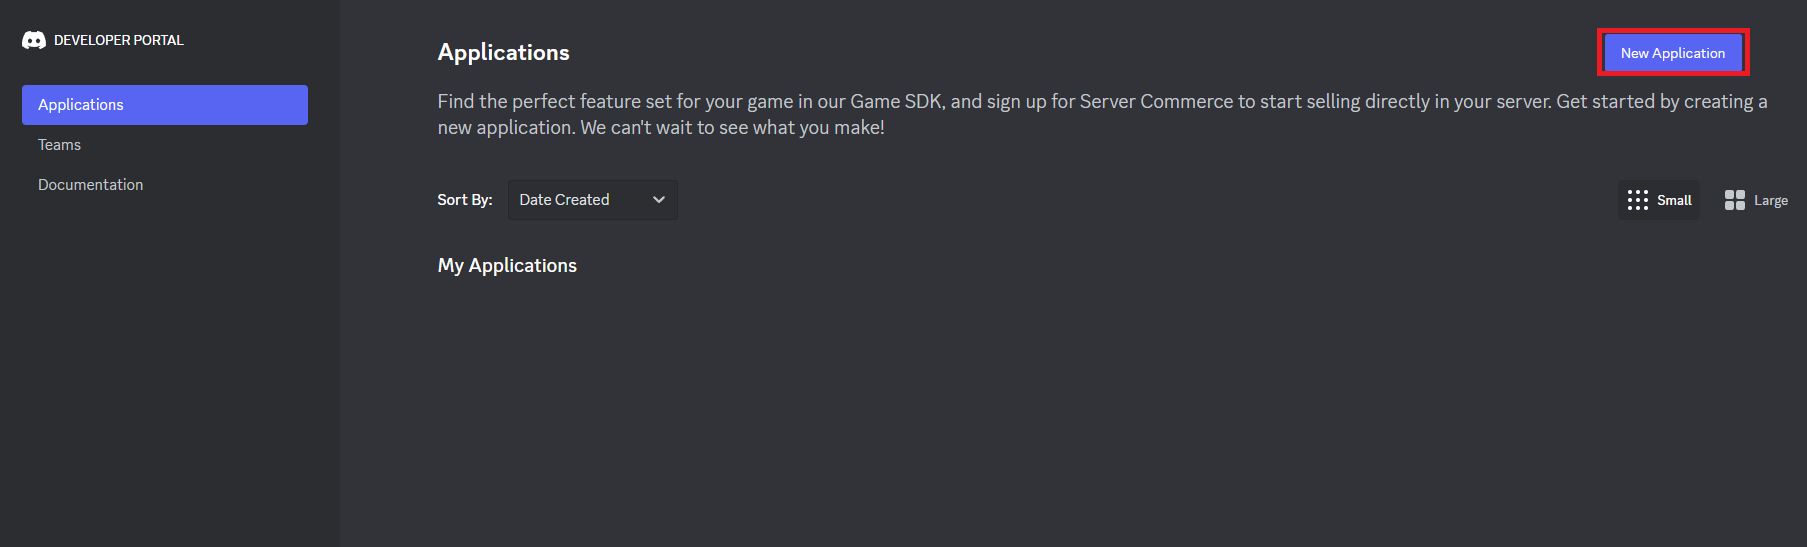 DEVELOPER PORTAL
Applications
Teams
Documentation
Applications
New Application
Find the perfect feature set for your game in our Game SDK, and sign up for Server Commerce to start selling directly in your server. Get started by creating a
new application. We can't wait to see what you make!
Sort By: Date Created
Small Large
My Applications